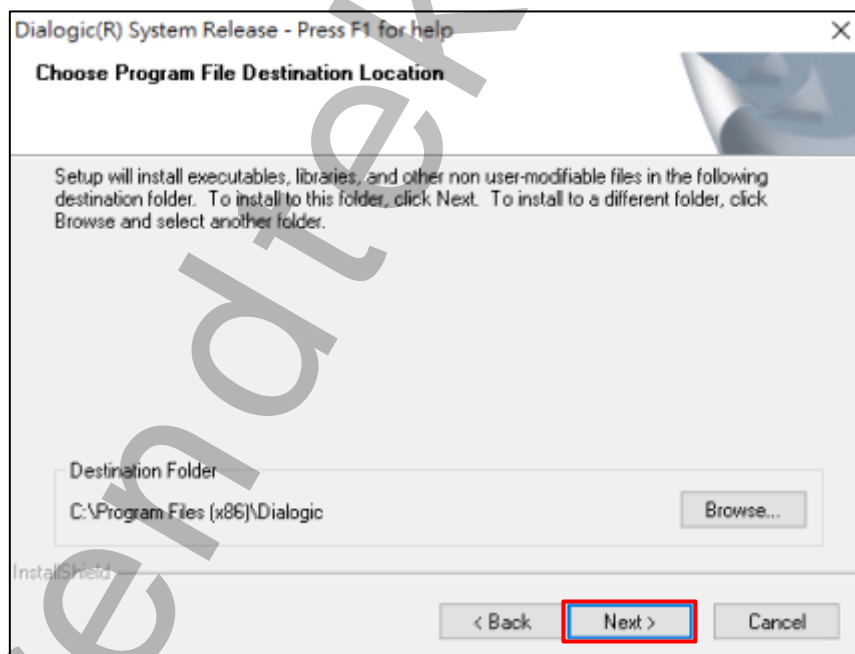 Dialogic(R) System Release - Press F1 for help
Choose Program File Destination Location
Setup will install executables, libraries, and other non user-modifiable files in the following
destination folder. To install to this folder, click Next. To install to a different folder, click
Browse and select another folder.
Destination Folder
C:\Program Files (x86)\Dialogic
Browse...
InstallShield
< Back
Next >
Cancel
endtek